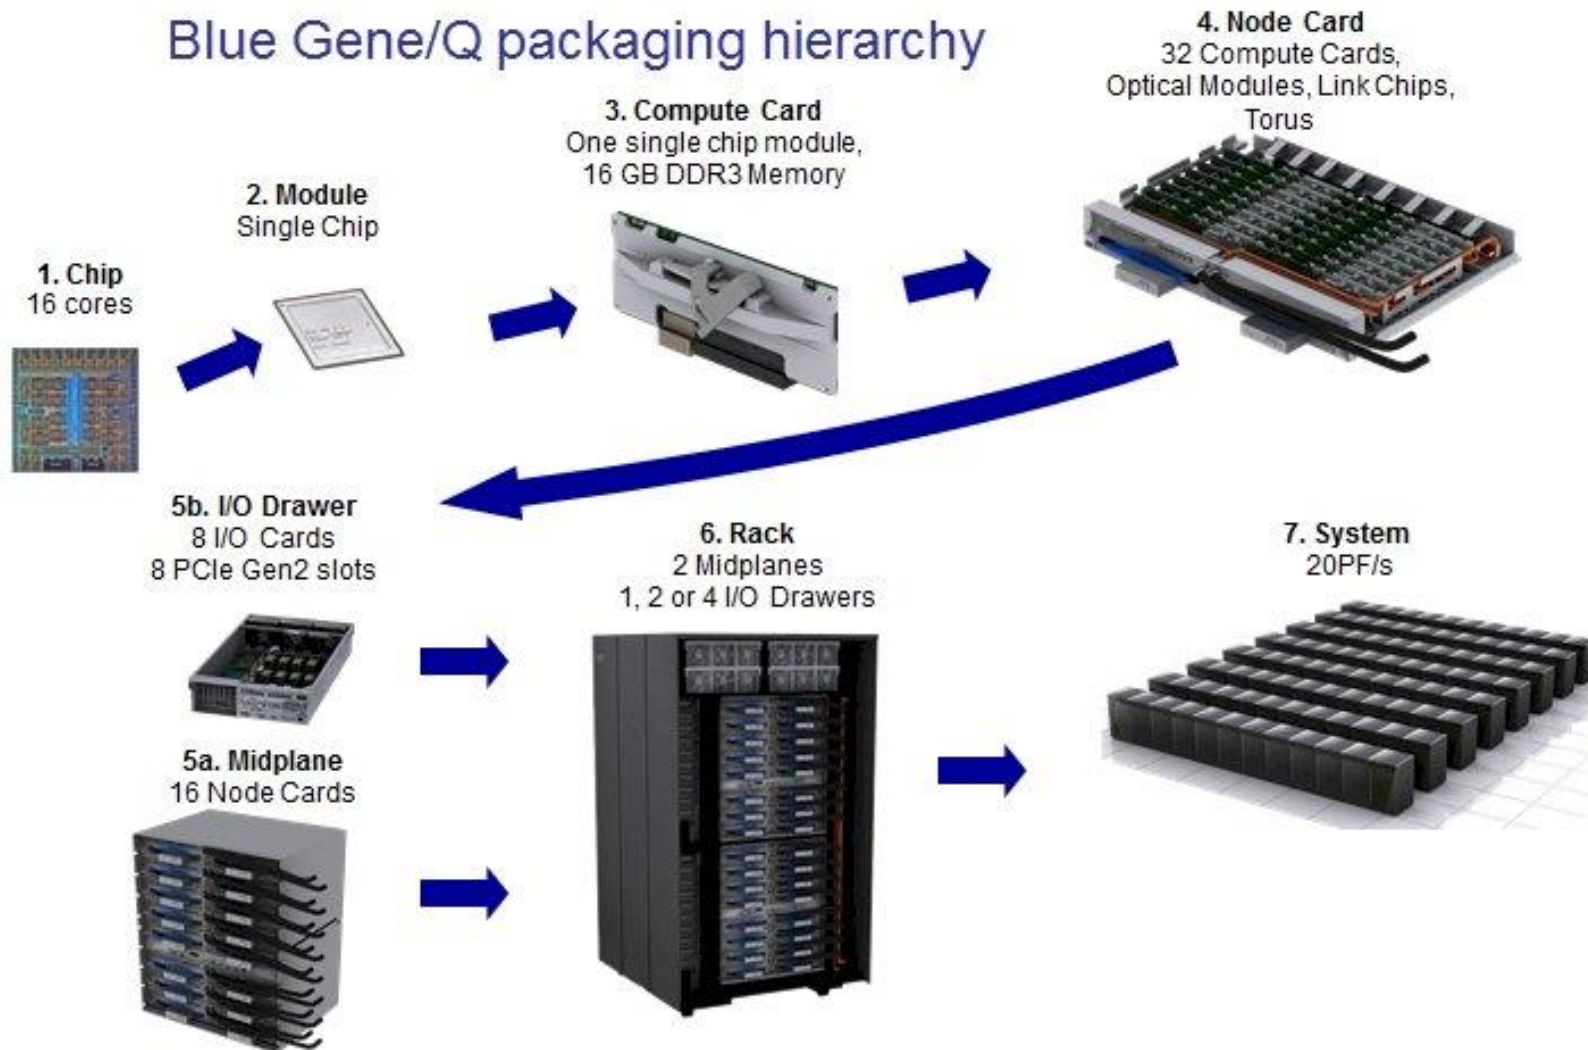 Blue Gene/Q packaging hierarchy
1. Chip
16 cores
2. Module
Single Chip
3. Compute Card
One single chip module,
16 GB DDR3 Memory
4. Node Card
32 Compute Cards,
Optical Modules, Link Chips,
Torus
5b. I/O Drawer
8 I/O Cards
8 PCIe Gen2 slots
5a. Midplane
16 Node Cards
6. Rack
2 Midplanes
1, 2 or 4 I/O Drawers
7. System
20PF/s